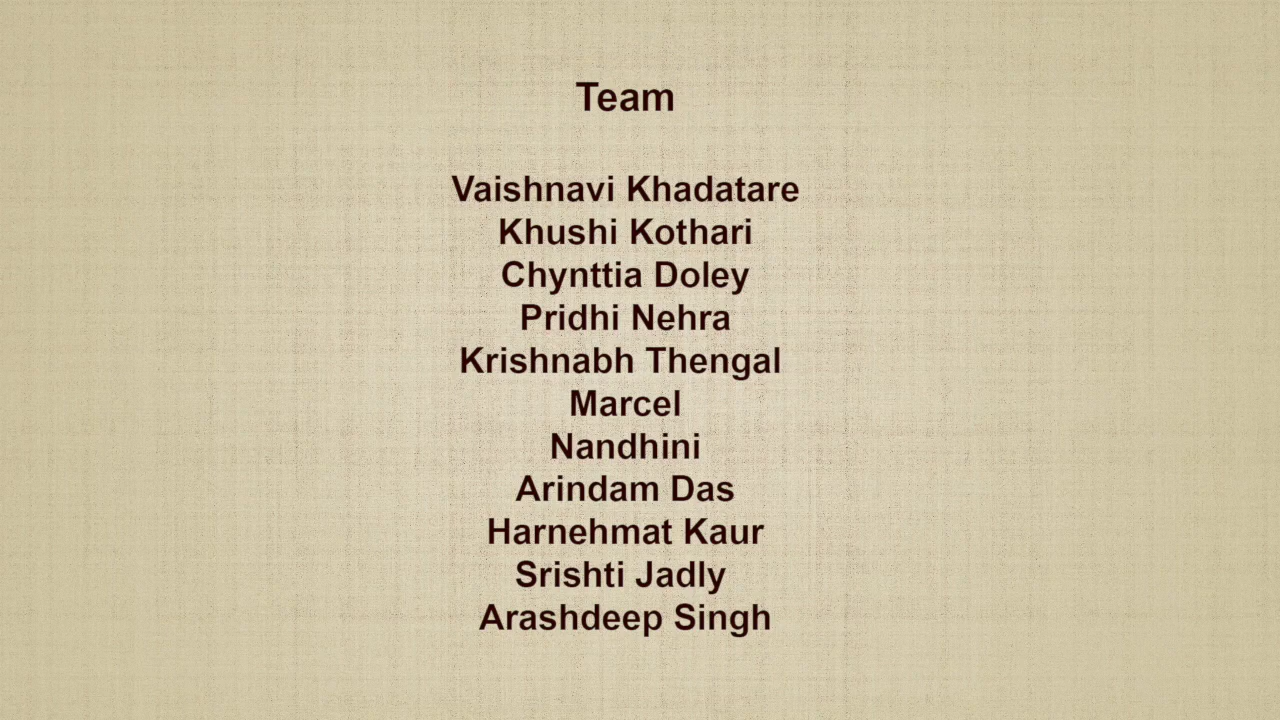 Team
Vaishnavi Khadatare
Khushi Kothari
Chynttia Doley
Pridhi Nehra
Krishnabh Thengal
Marcel
Nandhini
Arindam Das
Harnehmat Kaur
Srishti Jadly
Arashdeep Singh